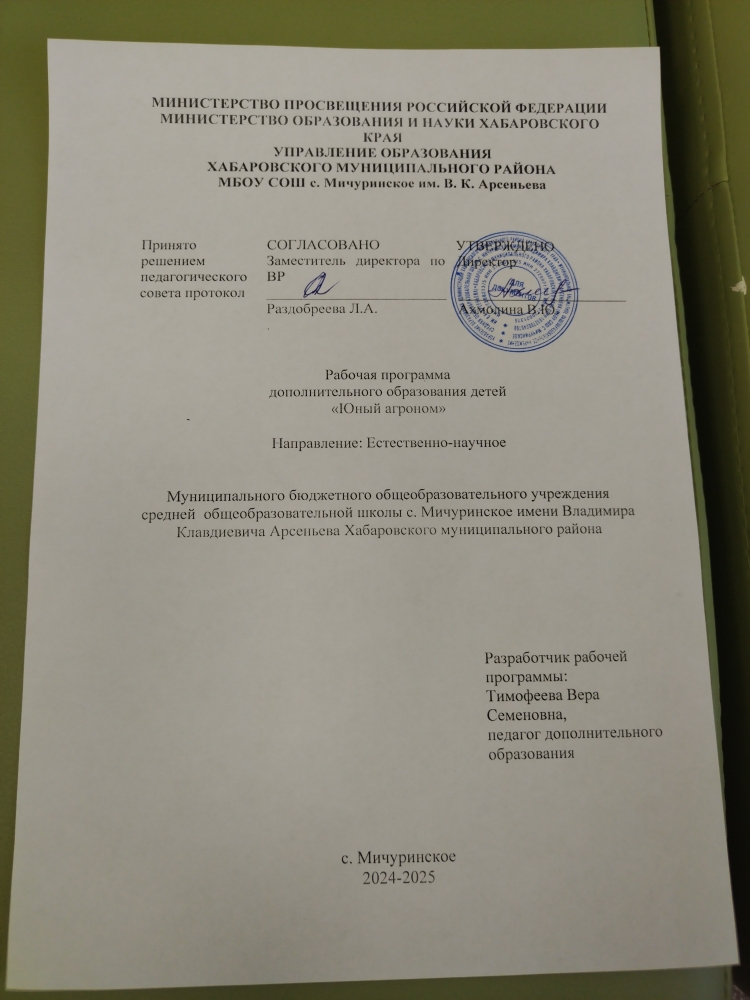 МИНИСТЕРСТВО ПРОСВЕЩЕНИЯ РОССИЙСКОЙ ФЕДЕРАЦИИ
МИНИСТЕРСТВО ОБРАЗОВАНИЯ И НАУКИ ХАБАРОВСКОГО
КРАЯ
УПРАВЛЕНИЕ ОБРАЗОВАНИЯ
ХАБАРОВСКОГО МУНИЦИПАЛЬНОГО РАЙОНА
МБОУ СОШ с. Мичуринское им. В. К. Арсеньева
Принято
решением
педагогического
совета протокол
СОГЛАСОВАНО
Заместитель директора по
ВР
Раздобреева Л.А.
УТВЕРЖДЕНО
Директор
Ахмодина В.Ю.
Для
документов
Рабочая программа
дополнительного образования детей
«Юный агроном»
Направление: Естественно-научное
Муниципального бюджетного общеобразовательного учреждения
средней общеобразовательной школы с. Мичуринское имени Владимира
Клавдиевича Арсеньева Хабаровского муниципального района
Разработчик рабочей
программы:
Тимофеева Вера
Семеновна,
педагог дополнительного
образования
с. Мичуринское
2024-2025